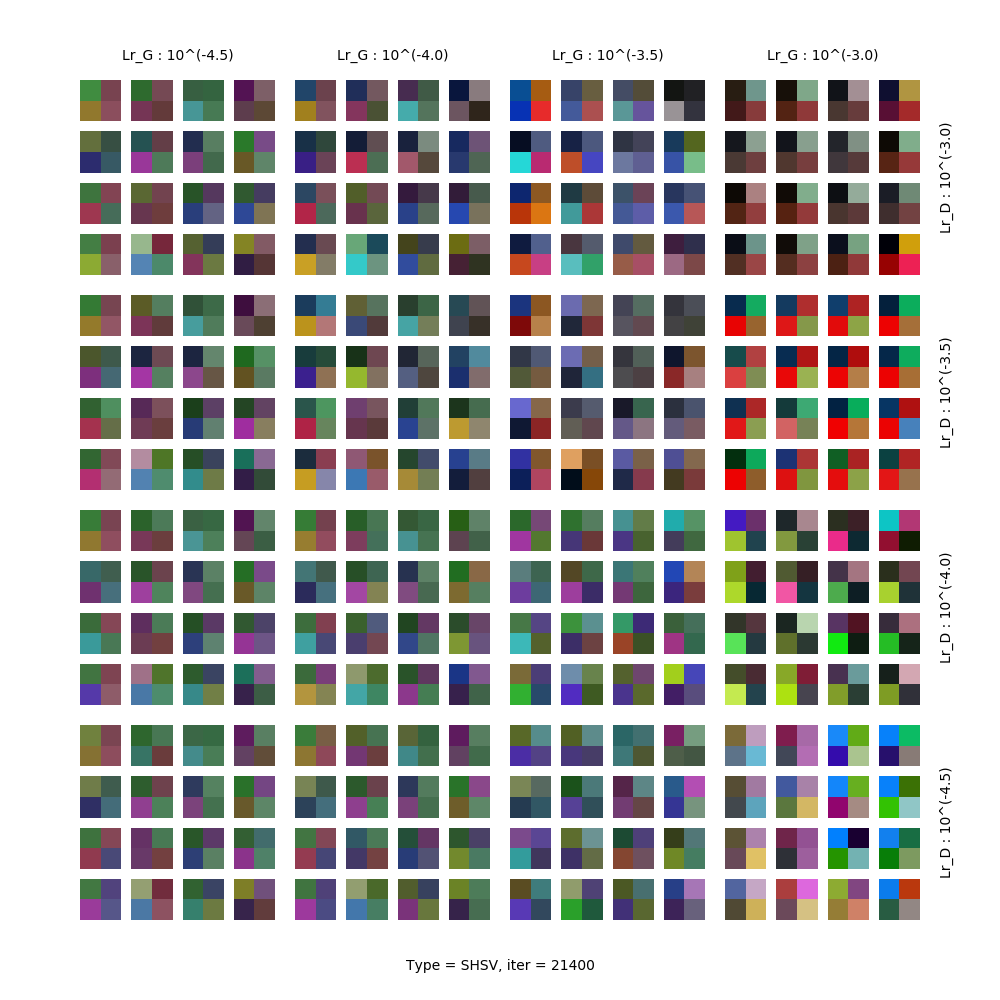 Lr_G : 10^(-4.5)
Lr_G : 10^(-4.0)
Lr_G : 10^(-3.5)
Lr_G : 10^(-3.0)
Lr_D : 10^(-3.0)
Lr_D : 10^(-3.5)
Lr_D : 10^(-4.0)
Lr_D : 10^(-4.5)
Type = SHSV, iter = 21400